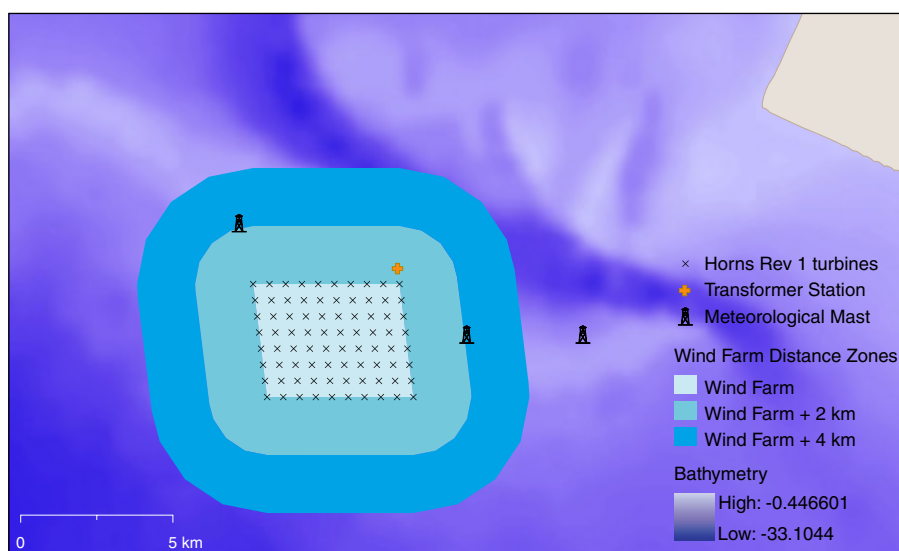 Horns Rev 1 turbines
Transformer Station
Meteorological Mast
Wind Farm Distance Zones
Wind Farm
Wind Farm + 2 km
Wind Farm + 4 km
Bathymetry
High: -0.446601
Low: -33.1044
0 5 km